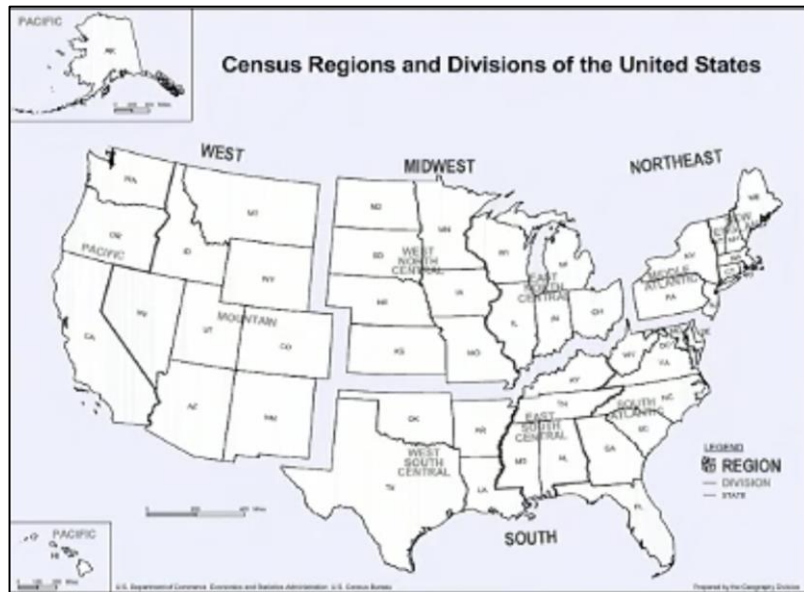 PACIFIC
AK
Census Regions and Divisions of the United States
WEST
MIDWEST
NORTHEAST
WA
MT
ND
MN
ME
OR
ID
SD
WI
MI
NY
PACIFIC
WY
WEST
NORTH
CENTRAL
EAST
NORTH
CENTRAL
MIDDLE
ATLANTIC
NE
IA
PA
NV
UT
MOUNTAIN
CO
IL
IN
OH
CA
KS
MO
WV
VA
KY
AZ
NM
OK
AR
TN
NC
EAST
SOUTH
CENTRAL
SOUTH
ATLANTIC
SC
WEST
SOUTH
CENTRAL
MS
AL
GA
TX
LA
FL
LEGEND
REGION
DIVISION
STATE
SOUTH
PACIFIC
HI
U.S. Department of Commerce Economics and Statistics Administration U.S. Census Bureau
Prepared by the Geography Division